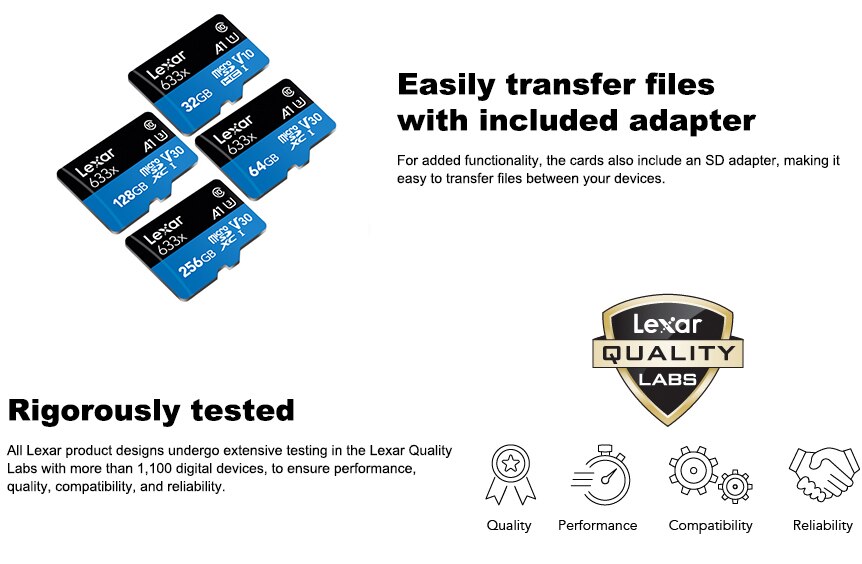 Lexar
633x
A1 U3
32GB
micro SD HC I
V10
Lexar
633x
A1 U3
128GB
micro SD XC I
V30
Lexar
633x
A1 U3
64GB
micro SD XC I
V30
Lexar
633x
A1 U3
256GB
micro SD XC I
V30
Easily transfer files
with included adapter
For added functionality, the cards also include an SD adapter, making it
easy to transfer files between your devices.
Lexar
QUALITY
LABS
Rigorously tested
All Lexar product designs undergo extensive testing in the Lexar Quality
Labs with more than 1,100 digital devices, to ensure performance,
quality, compatibility, and reliability.
Quality Performance Compatibility Reliability